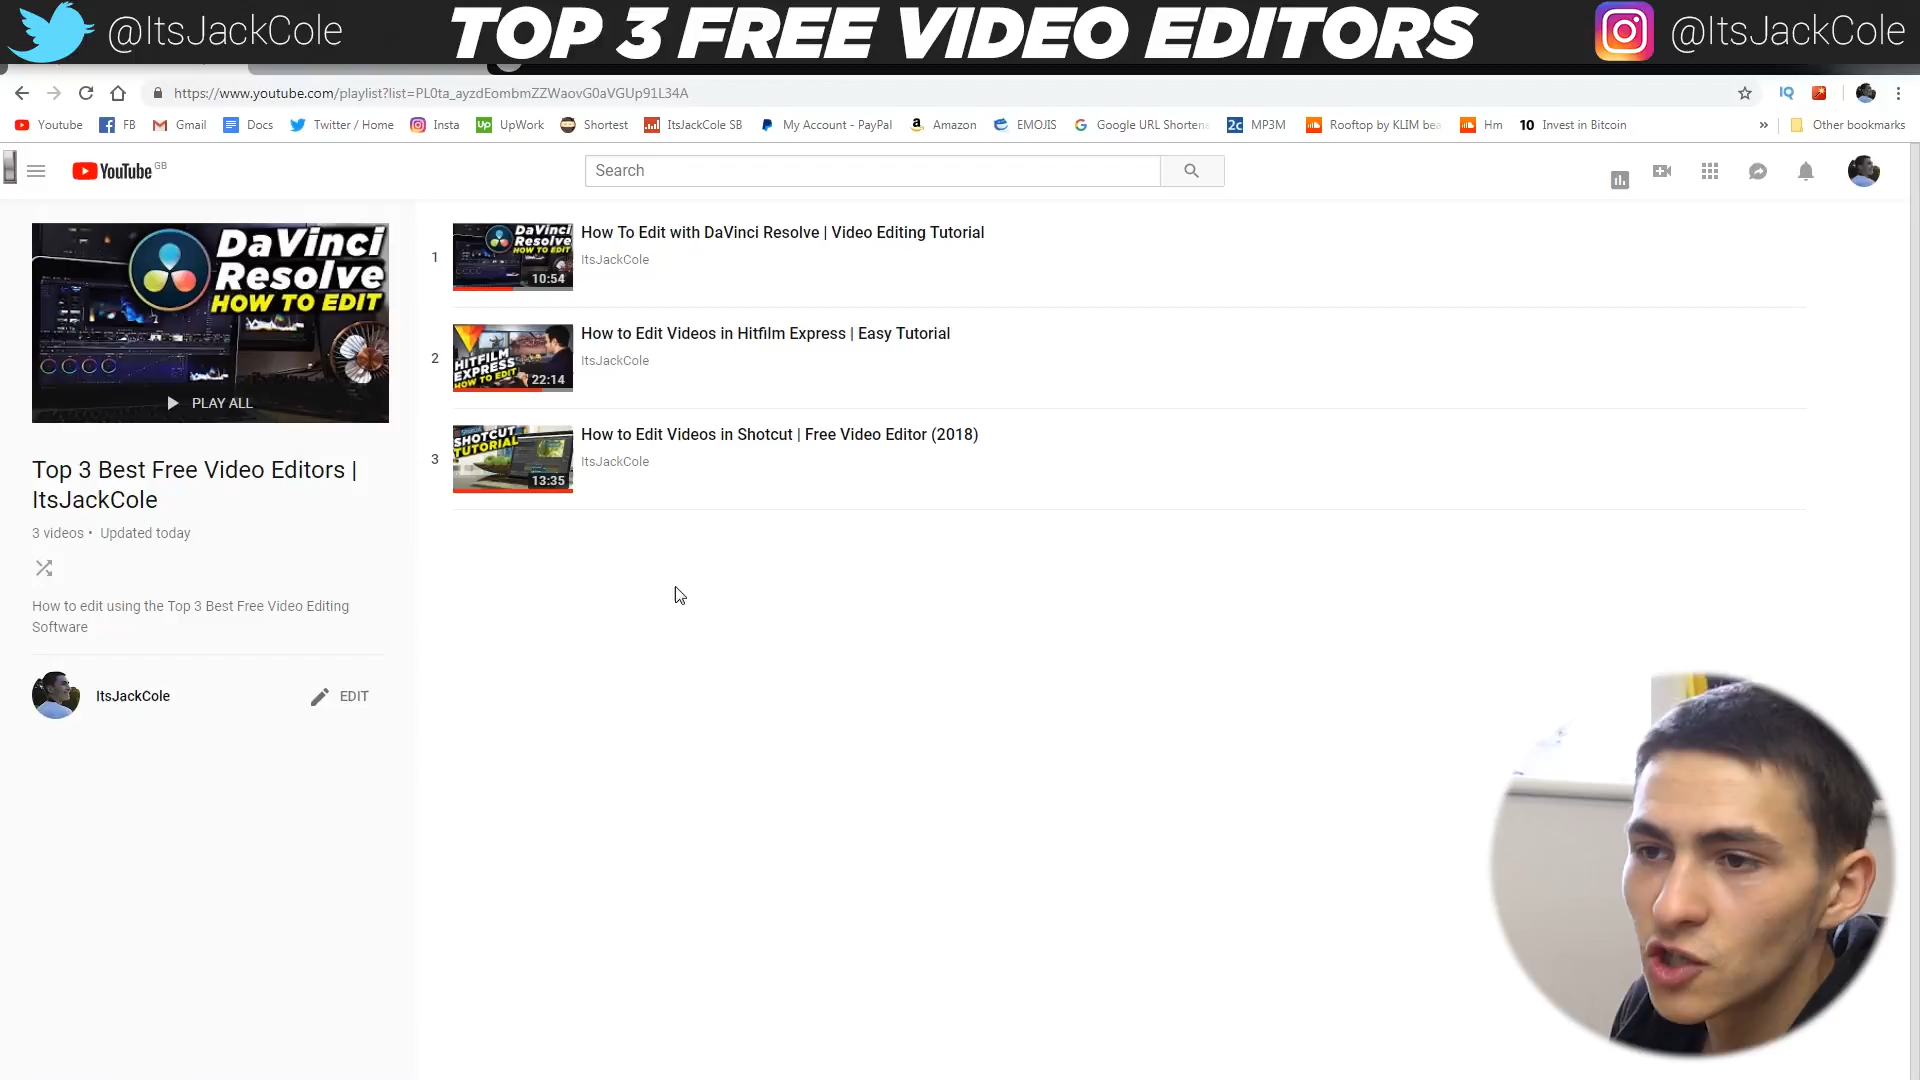 @ItsJackCole
TOP 3 FREE VIDEO EDITORS
@ItsJackCole
https://www.youtube.com/playlist?list=PL0ta_ayzdEombmZZWaovG0aVGUp91L34A
IQ
Youtube FB Gmail Docs Twitter / Home Insta Up UpWork Shortest ItsJackCole SB My Account - PayPal Amazon EMOJIS Google URL Shortene 2c MP3M Rooftop by KLIM bea Hm 10 Invest in Bitcoin » Other bookmarks
YouTube GB
Search
DaVinci
Resolve
HOW TO EDIT
PLAY ALL
Top 3 Best Free Video Editors |
ItsJackCole
3 videos • Updated today
How to edit using the Top 3 Best Free Video Editing
Software
ItsJackCole
EDIT
1
DaVinci
Resolve
HOW TO EDIT
10:54
How To Edit with DaVinci Resolve | Video Editing Tutorial
ItsJackCole
2
HITFILM
EXPRESS
HOW TO EDIT
22:14
How to Edit Videos in Hitfilm Express | Easy Tutorial
ItsJackCole
3
SHOTCUT
TUTORIAL
13:35
How to Edit Videos in Shotcut | Free Video Editor (2018)
ItsJackCole